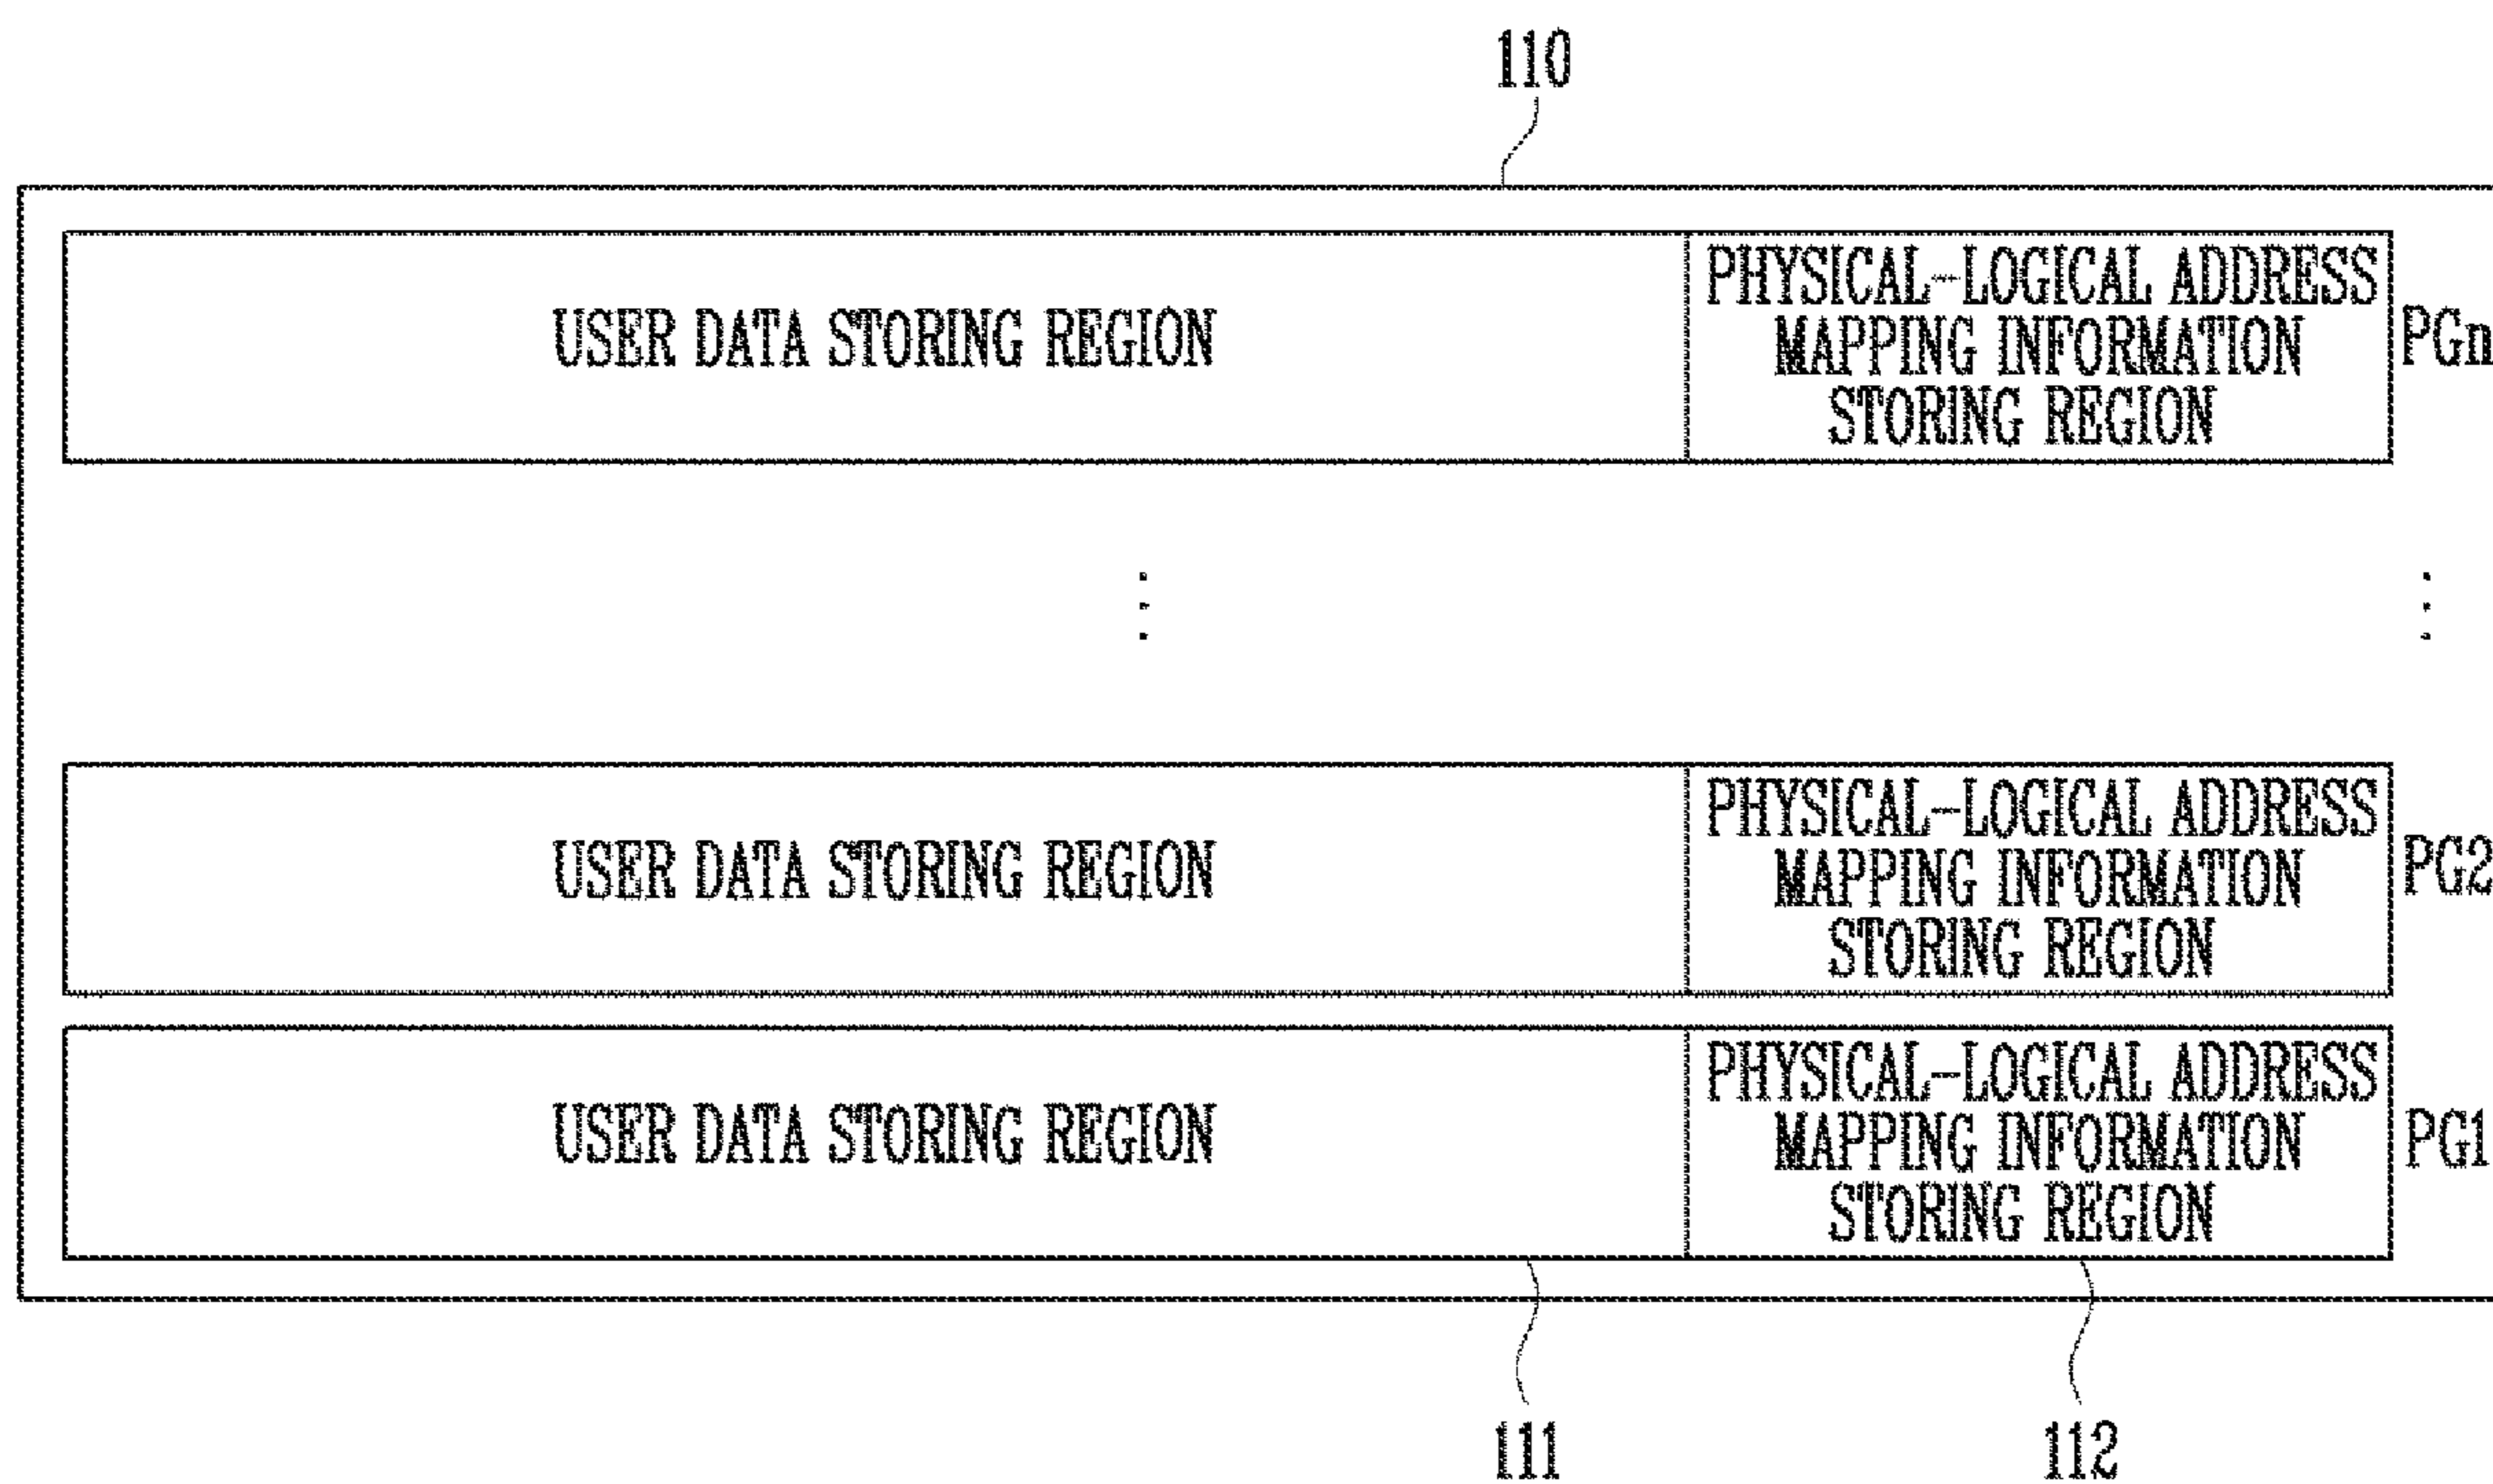 110
USER DATA STORING REGION
PHYSICAL-LOGICAL ADDRESS
MAPPING INFORMATION
STORING REGION
PGn
USER DATA STORING REGION
PHYSICAL-LOGICAL ADDRESS
MAPPING INFORMATION
STORING REGION
PG2
USER DATA STORING REGION
PHYSICAL-LOGICAL ADDRESS
MAPPING INFORMATION
STORING REGION
PG1
111
112